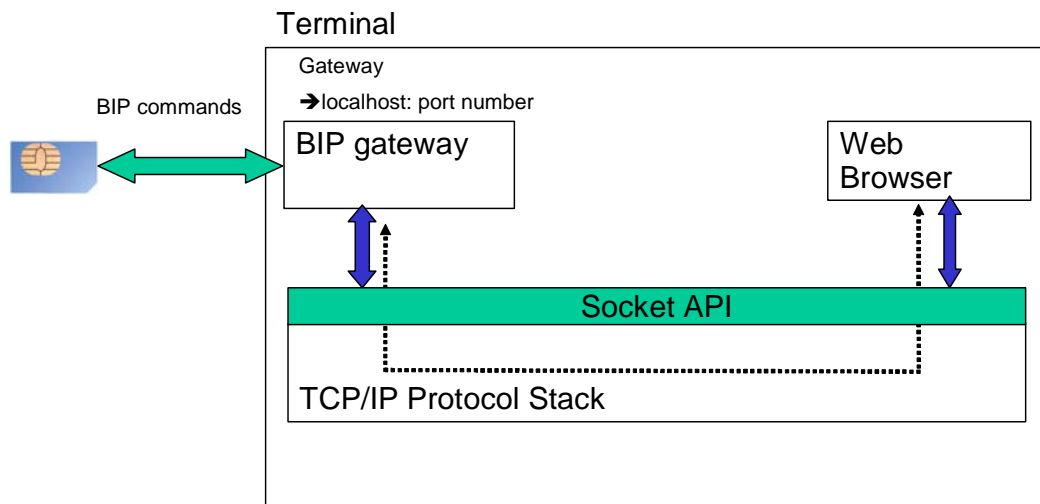 Terminal
Gateway
➔localhost: port number
BIP commands
BIP gateway
Web
Browser
Socket API
TCP/IP Protocol Stack